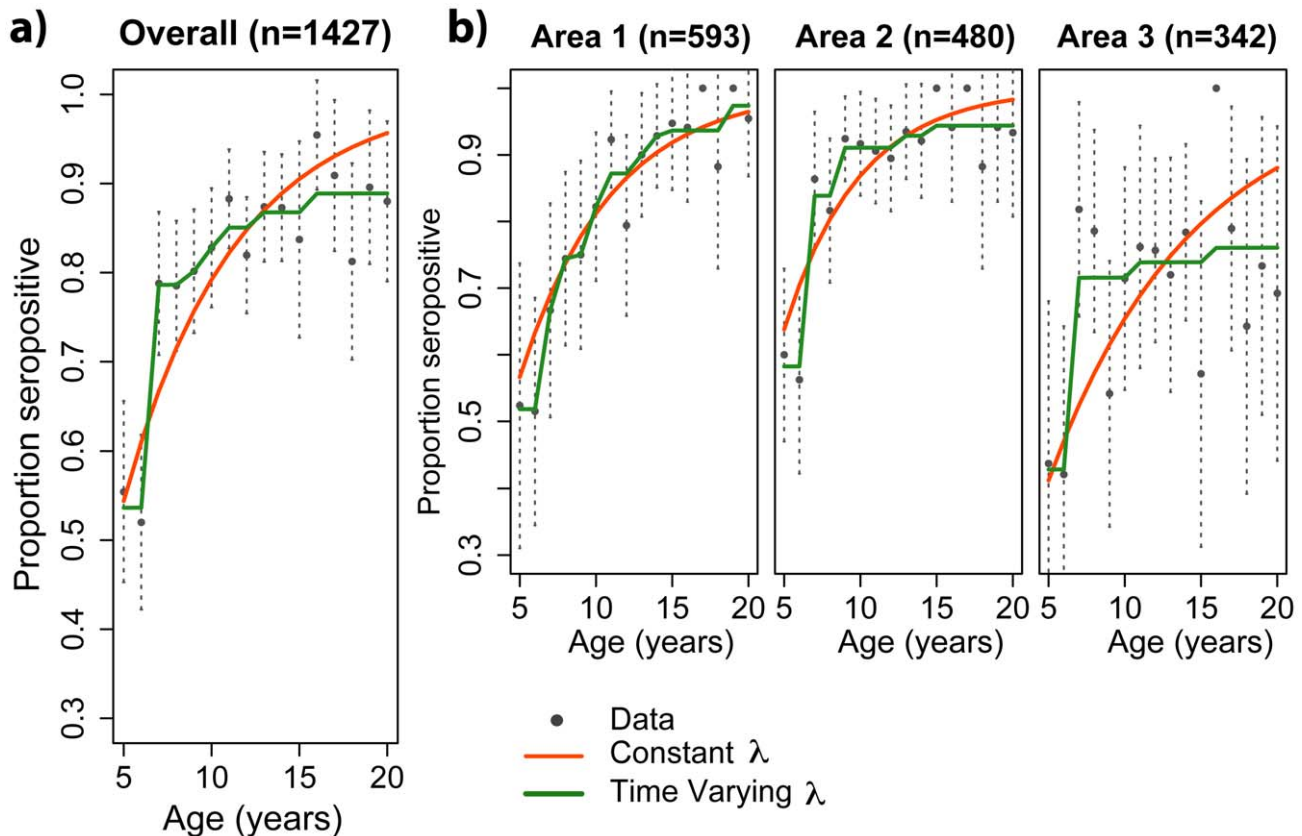 a) Overall (n=1427)
Proportion seropositive
1.0
0.9
0.8
0.7
0.6
0.5
0.4
0.3
5 10 15 20
Age (years)
b) Area 1 (n=593) Area 2 (n=480) Area 3 (n=342)
Proportion seropositive
0.9
0.7
0.5
0.3
5 10 15 20 5 10 15 20 5 10 15 20
Age (years) Age (years) Age (years)
Data
Constant λ
Time Varying λ